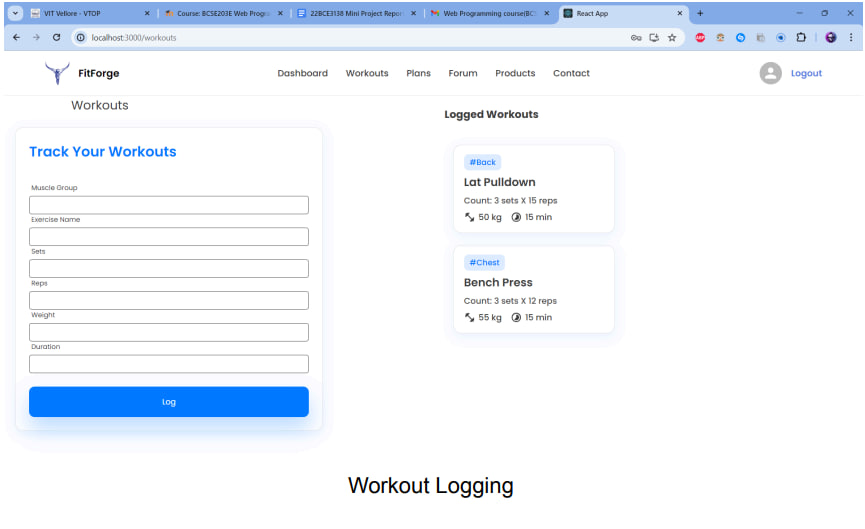 VIT Vellore - VTOP
Course: BCSE203E Web Progra
22BCE3138 Mini Project Report
Web Programming course(BCS
React App
localhost:3000/workouts
FitForge
Dashboard Workouts Plans Forum Products Contact
Logout
Workouts
Track Your Workouts
Muscle Group
Exercise Name
Sets
Reps
Weight
Duration
Log
Logged Workouts
#Back
Lat Pulldown
Count: 3 sets X 15 reps
50 kg 15 min
#Chest
Bench Press
Count: 3 sets X 12 reps
55 kg 15 min
Workout Logging